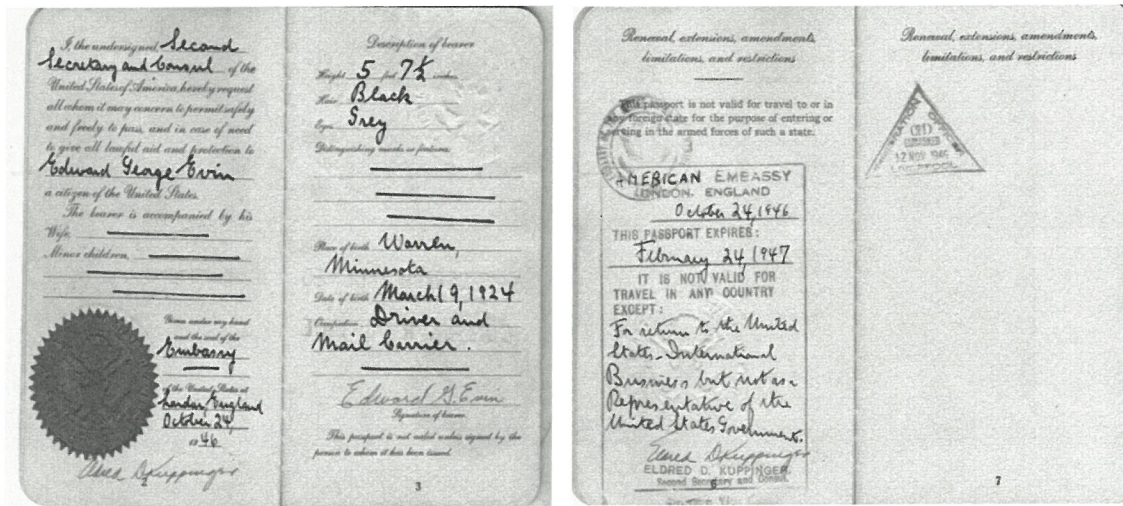 I, the undersigned Second
Secretary and Consul of the
United States of America, hereby request
all whom it may concern to permit safely
and freely to pass, and in case of need
to give all lawful aid and protection to
Edward George Evin
a citizen of the United States.
The bearer is accompanied by his
Wife,
Minor children,
Given under my hand
and the seal of the
Embassy
of the United States at
London, England
October 24,
1946
Eldred D. Kuppinger
2
Description of bearer
Height 5 feet 7½ inches
Hair Black
Eyes Grey
Distinguishing marks or features:
Place of birth Warren,
Minnesota
Date of birth March 19, 1924
Occupation Driver and
Mail Carrier.
Edward G. Evin
Signature of bearer
This passport is not valid unless signed by the
person to whom it has been issued.
3
Renewal, extensions, amendments,
limitations, and restrictions
This passport is not valid for travel to or in
any foreign state for the purpose of entering or
serving in the armed forces of such a state.
AMERICAN EMBASSY
LONDON, ENGLAND
October 24, 1946
THIS PASSPORT EXPIRES:
February 24, 1947
IT IS NOT VALID FOR
TRAVEL IN ANY COUNTRY
EXCEPT:
For return to the United
States - International
Business but not as a
Representative of the
United States Government.
Eldred D. Kuppinger
ELDRED D. KUPPINGER
Second Secretary and Consul.
6
Renewal, extensions, amendments,
limitations, and restrictions
IMMIGRATION OFFICER
12 NOV 1946
LIVERPOOL
7